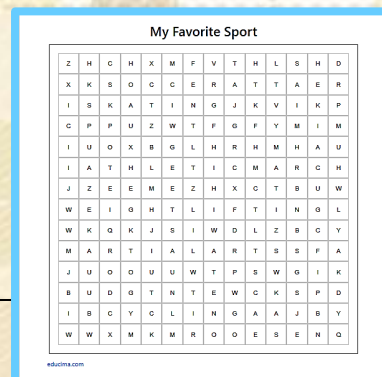 My Favorite Sport
Z H C H X M F V T H L S H D
X K S O C C E R A T T A E R
I S K A T I N G J K V I K P
C P P U Z W T F G F Y M I M
I U O X B G L H R H M H A U
I A T H L E T I C M A R C H
J Z E E M E Z H X C T B U W
W E I G H T L I F T I N G L
W K Q K J S I W D L Z B C Y
M A R T I A L A R T S S F A
J U O O U U W T P S W G I K
B U D G T N T E W C K S P D
I B C Y C L I N G A A J B Y
W W X M K M R O O E S E N Q
educima.com